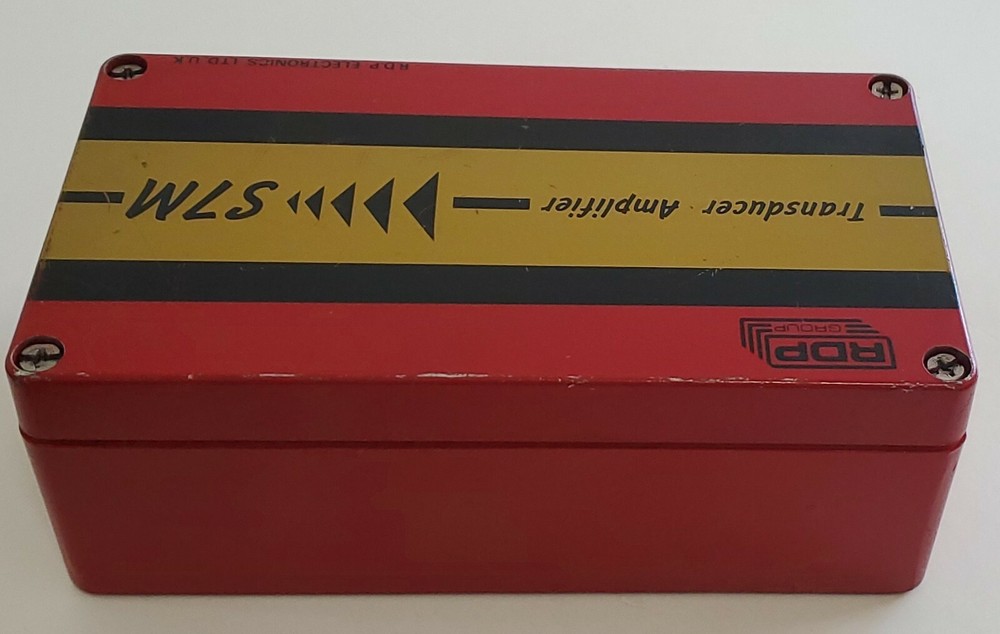 RDP
GROUP
Transducer Amplifier S7M
RDP ELECTRONICS LTD U.K